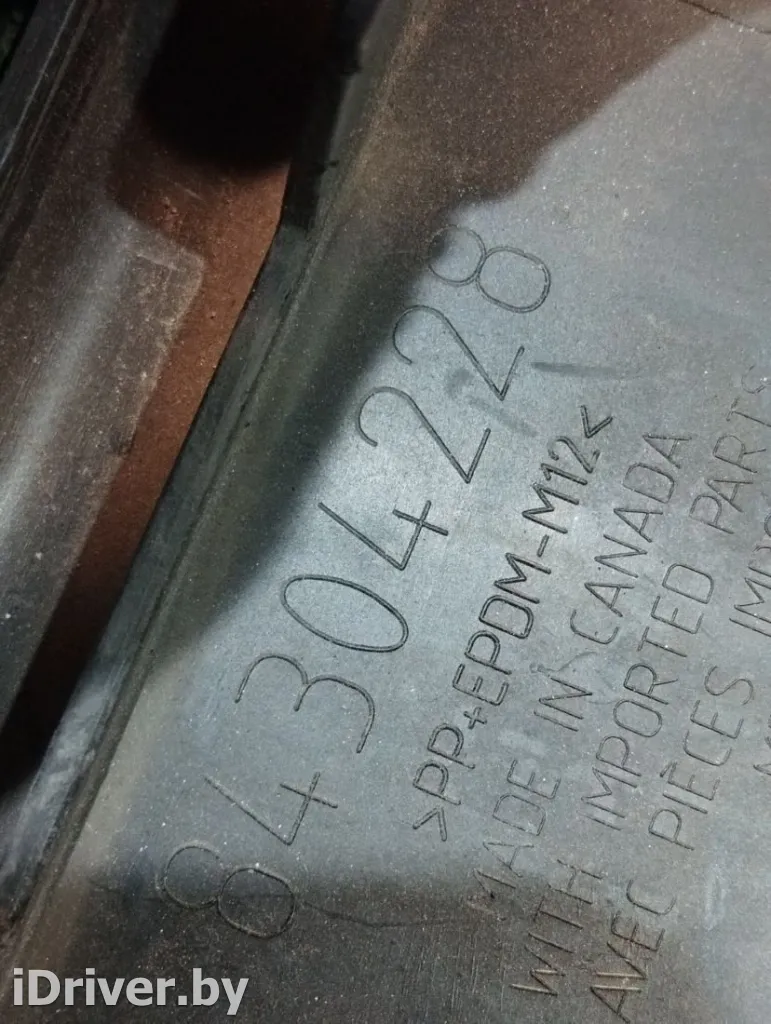 84304228
>PP+EPDM-M12<
MADE IN CANADA
WITH IMPORTED PARTS
AVEC PIÈCES
iDriver.by